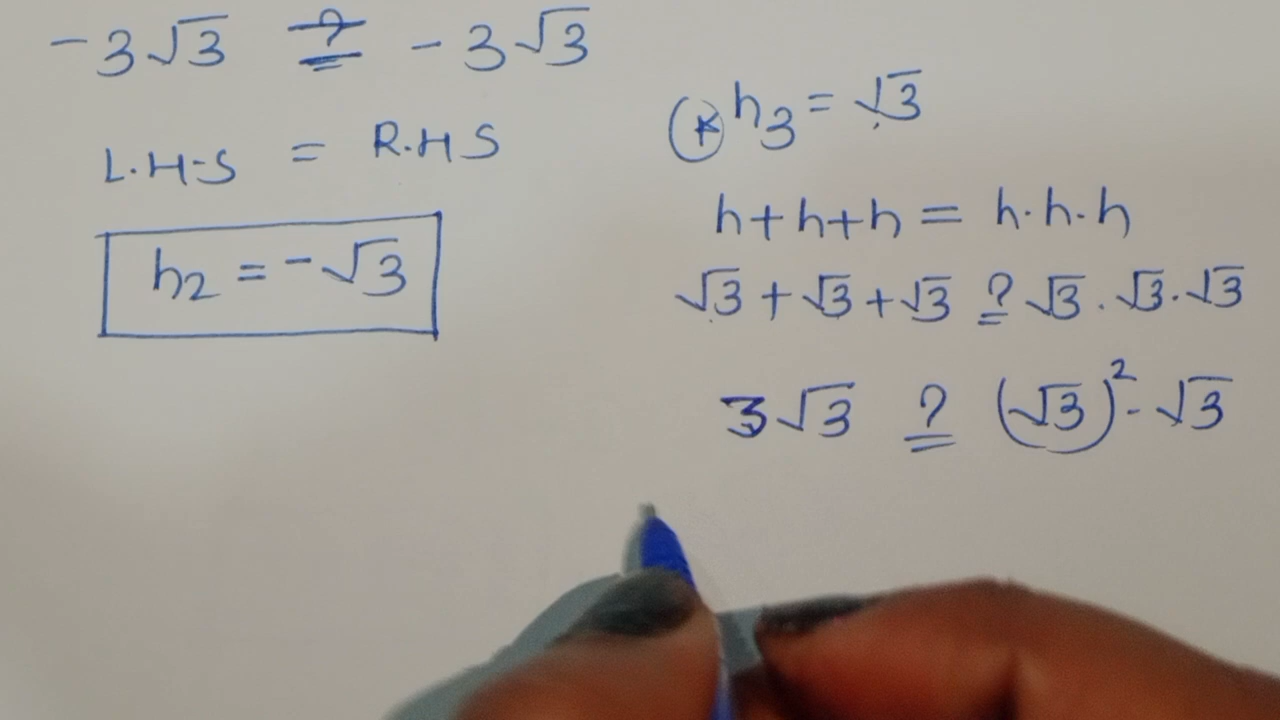 -3√3 ≟ -3√3
L.H.S = R.H.S
h₂ = -√3
* h₃ = √3
h+h+h = h.h.h
√3 + √3 + √3 ≟ √3 . √3 . √3
3√3 ≟ (√3)² . √3